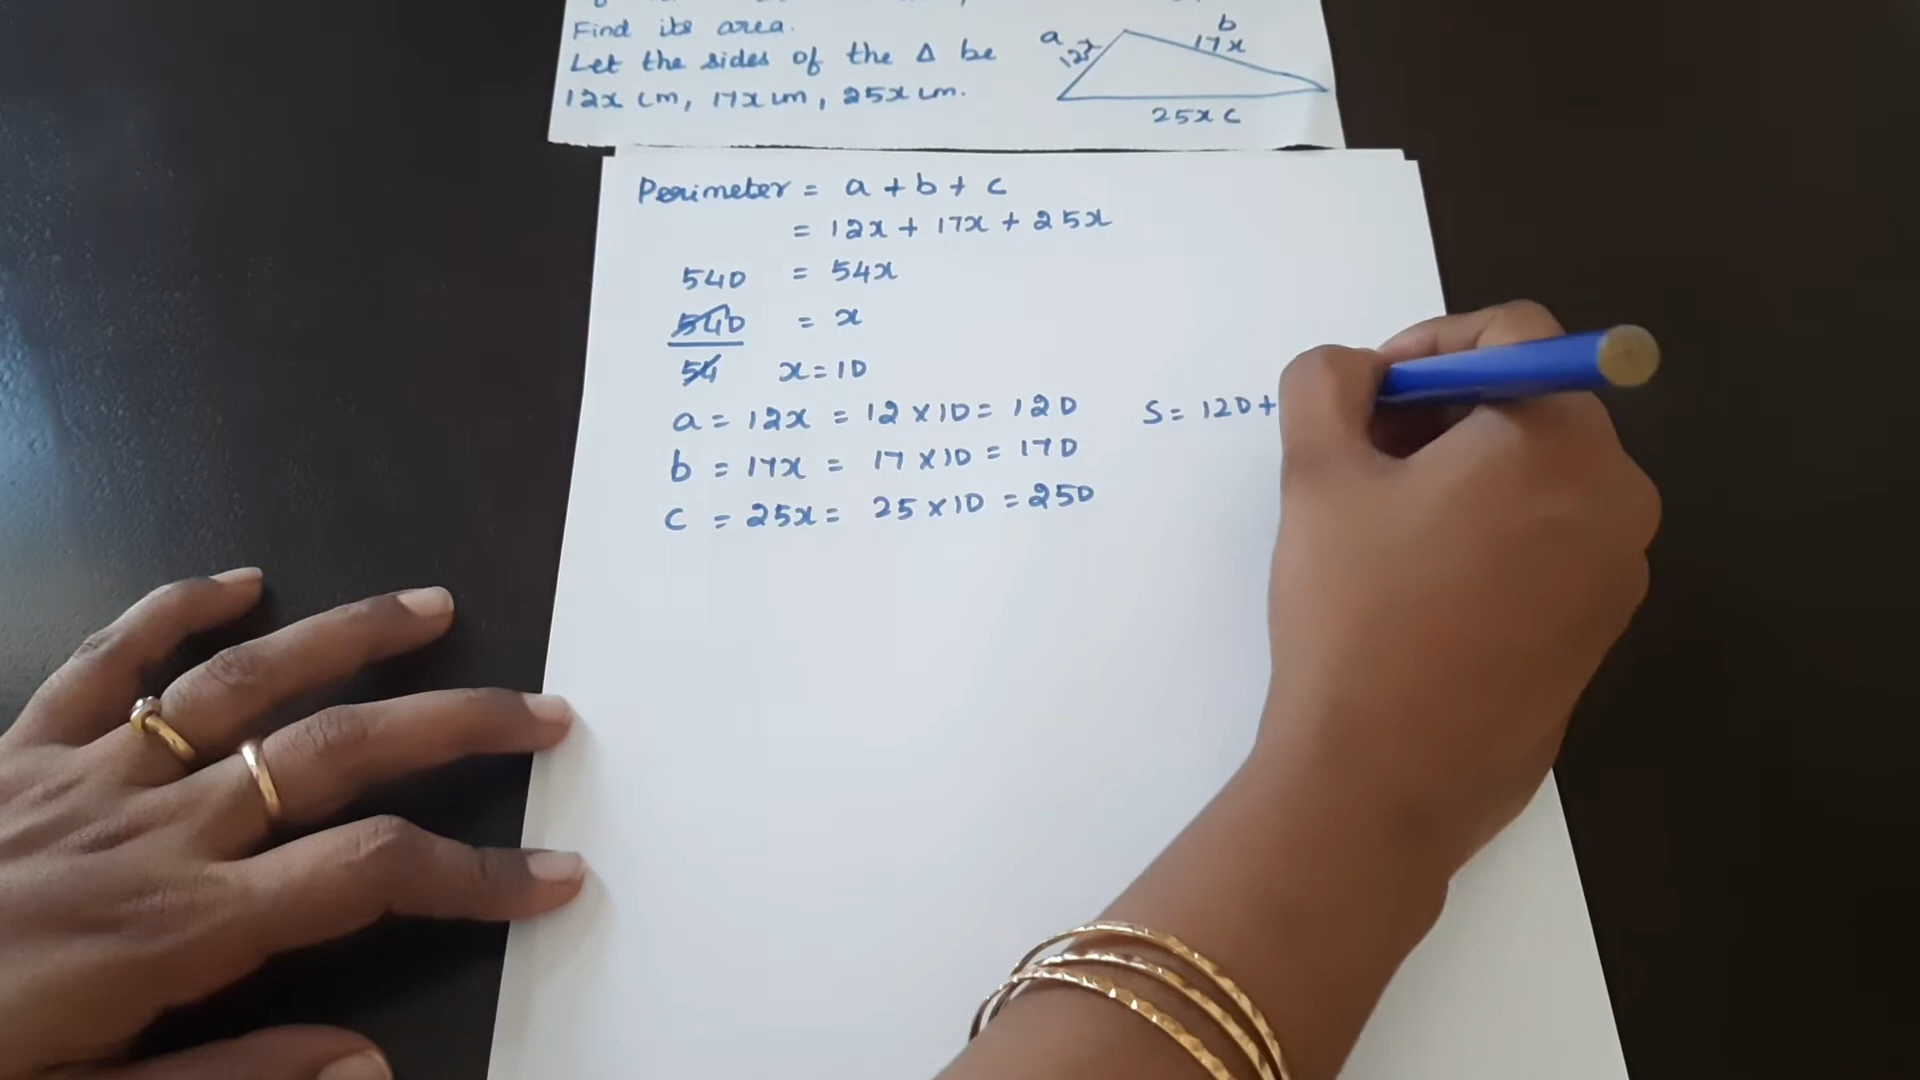 Find its area.
Let the sides of the Δ be
12x cm, 17x cm, 25x cm.
a
12x
b
17x
25x c
Perimeter = a + b + c
= 12x + 17x + 25x
540 = 54x
540 = x
54
x = 10
a = 12x = 12 × 10 = 120
b = 17x = 17 × 10 = 170
c = 25x = 25 × 10 = 250
S = 120 +